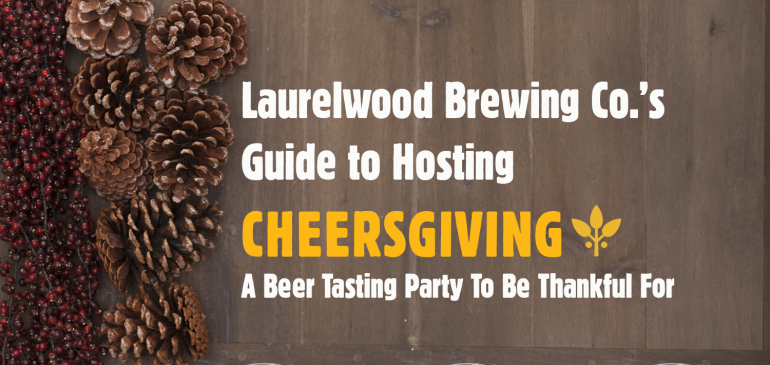 Laurelwood Brewing Co.’s
Guide to Hosting
CHEERSGIVING
A Beer Tasting Party To Be Thankful For